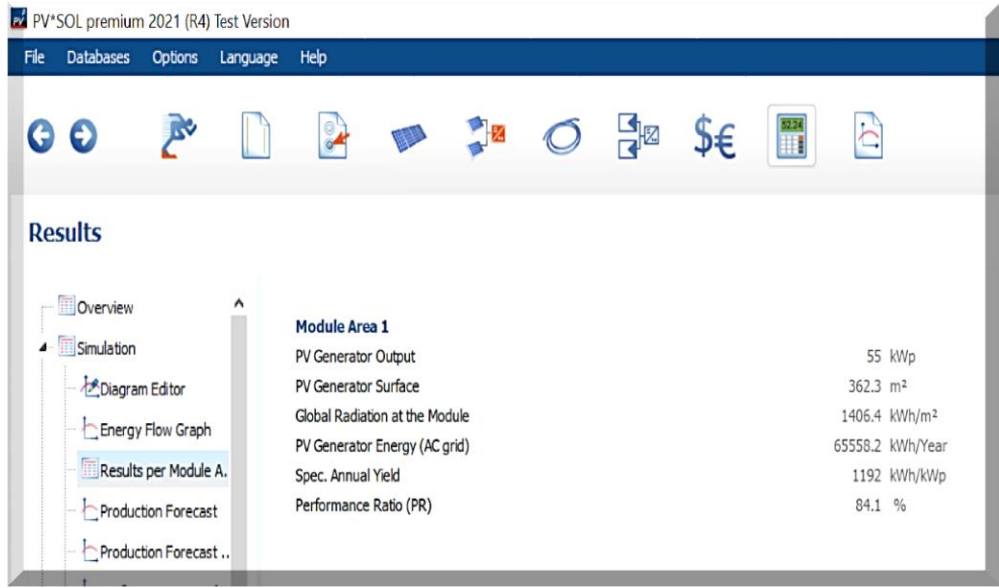 PV*SOL premium 2021 (R4) Test Version
File Databases Options Language Help
52.24
$€
Results
Overview
Simulation
Diagram Editor
Energy Flow Graph
Results per Module A.
Production Forecast
Production Forecast ..
Module Area 1
PV Generator Output 55 kWp
PV Generator Surface 362.3 m²
Global Radiation at the Module 1406.4 kWh/m²
PV Generator Energy (AC grid) 65558.2 kWh/Year
Spec. Annual Yield 1192 kWh/kWp
Performance Ratio (PR) 84.1 %